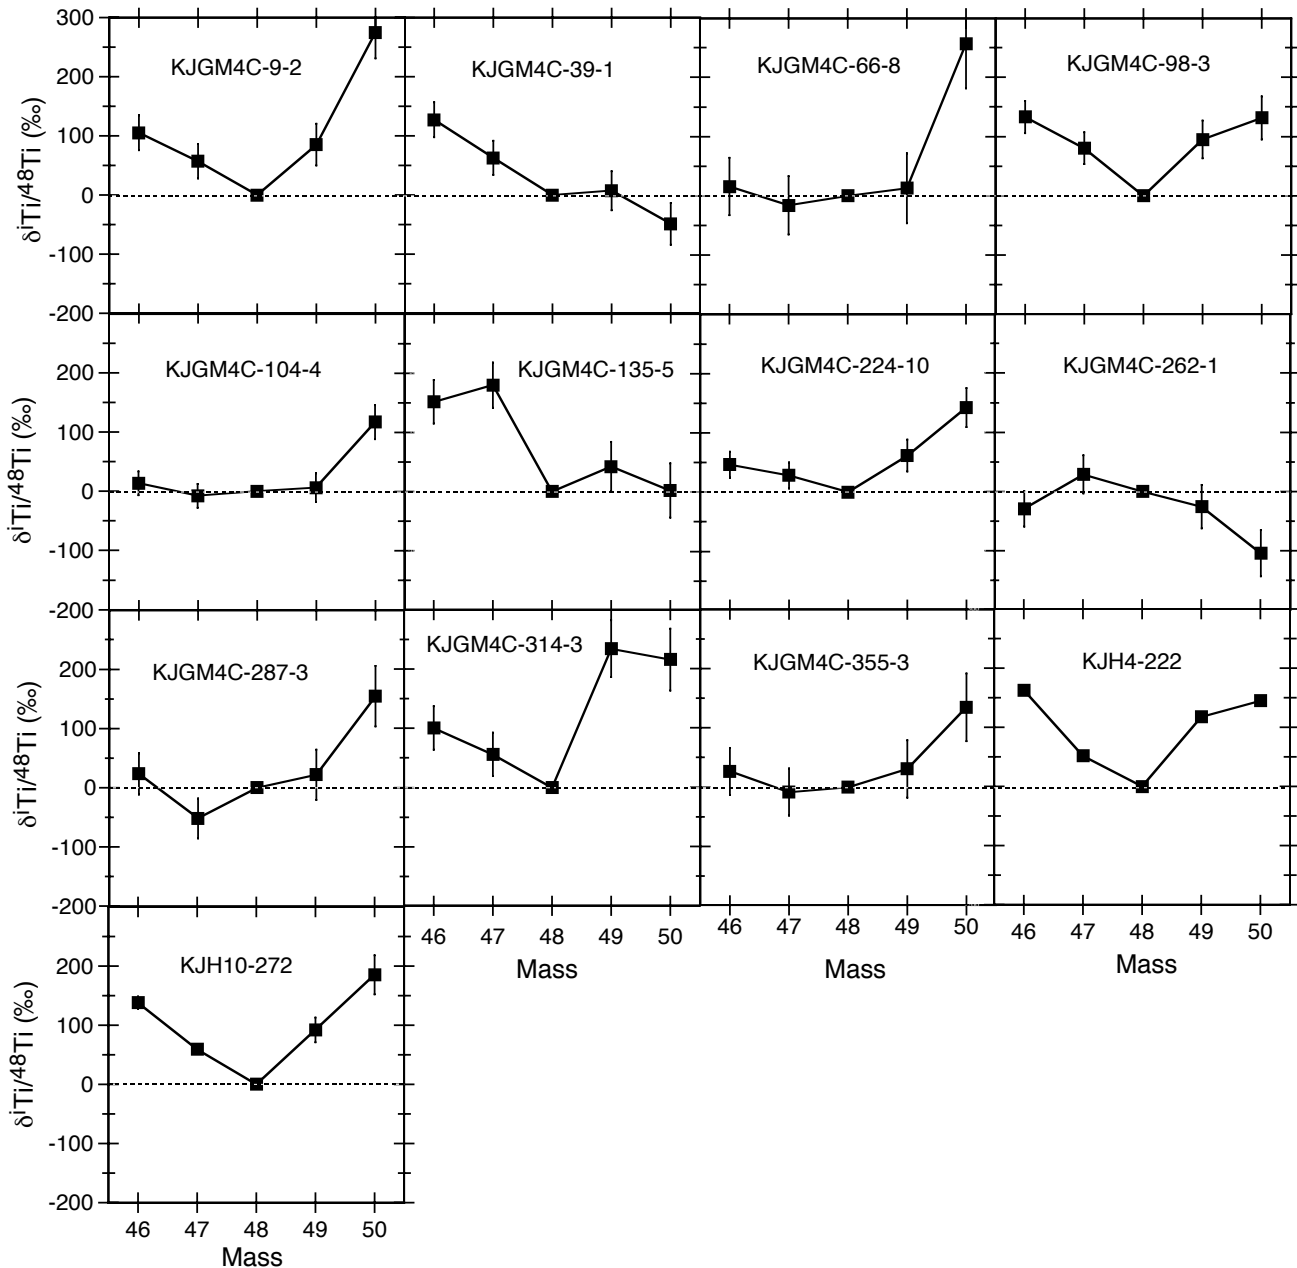 300
200
100
0
-100
-200
δⁱTi/⁴⁸Ti (‰)
KJGM4C-9-2
KJGM4C-39-1
KJGM4C-66-8
KJGM4C-98-3
200
100
0
-100
-200
δⁱTi/⁴⁸Ti (‰)
KJGM4C-104-4
KJGM4C-135-5
KJGM4C-224-10
KJGM4C-262-1
200
100
0
-100
-200
δⁱTi/⁴⁸Ti (‰)
KJGM4C-287-3
KJGM4C-314-3
KJGM4C-355-3
KJH4-222
46 47 48 49 50
Mass
46 47 48 49 50
Mass
46 47 48 49 50
Mass
200
100
0
-100
-200
δⁱTi/⁴⁸Ti (‰)
KJH10-272
46 47 48 49 50
Mass